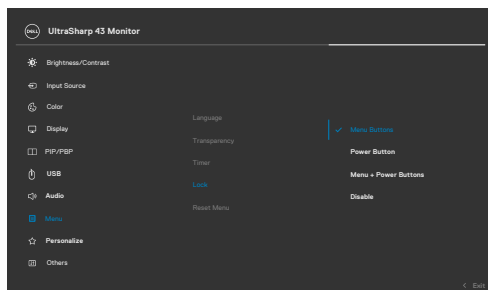 DELL UltraSharp 43 Monitor
Brightness/Contrast
Input Source
Color
Display
PIP/PBP
USB
Audio
Menu
Personalize
Others
Language
Transparency
Timer
Lock
Reset Menu
Menu Buttons
Power Button
Menu + Power Buttons
Disable
Exit